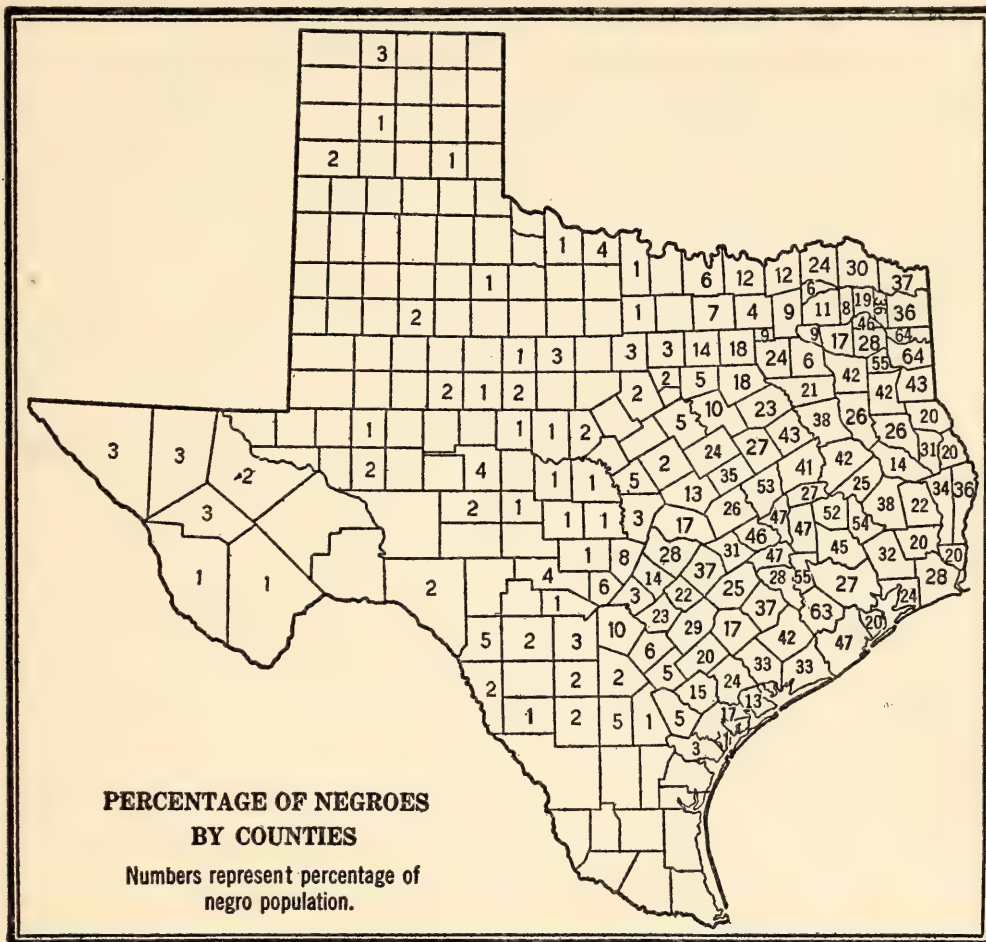 3
1
2 1
1 4
1 6 12 12 24 30 37
6
1
1 7 4 9 11 8 19 36 36
2
46
9 9 17 28 64
1 3 3 3 14 18 24 6 55 64
42
2 1 2 2 2 5 18 21 42 43
10 23 38 26 20
1 1 1 2 5 43 26
3 3 24 27 31 20
2 2 4 1 1 5 2 35 41 42 14
13 53 25 34 36
3 2 1 26 27 52 38 22
1 1 3 17 47 47 54
46 45
1 8 28 31 47 32 20 20
1 1 2 4 6 14 37 25 28 55 27 28
1 3 22 24
23 37 63
5 2 3 10 29 17 42 20
6 47
20 33 33
2 2 2 5 24
15 13
1 2 5 1 5 17
1
3
PERCENTAGE OF NEGROES
BY COUNTIES
Numbers represent percentage of
negro population.